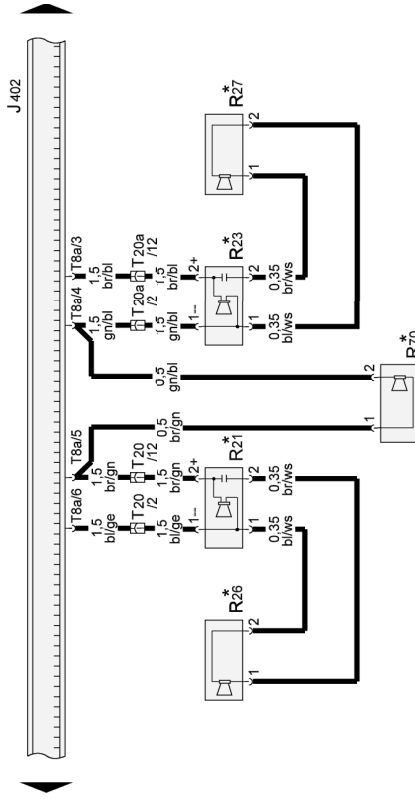 J 402
T8a/6
1,5
bl/ge
T20
/2
1,5
bl/ge
1--
T8a/5
1,5
br/gn
T20
/12
1,5
br/gn
2+
0,5
br/gn
T8a/4
1,5
gn/bl
T20a
/2
1,5
gn/bl
1--
0,5
gn/bl
T8a/3
1,5
br/bl
T20a
/12
1,5
br/bl
2+
*
R26
1
2
*
R21
1
2
0,35
bl/ws
0,35
br/ws
*
R23
1
2
0,35
bl/ws
0,35
br/ws
*
R27
1
2
1
2
*
R70